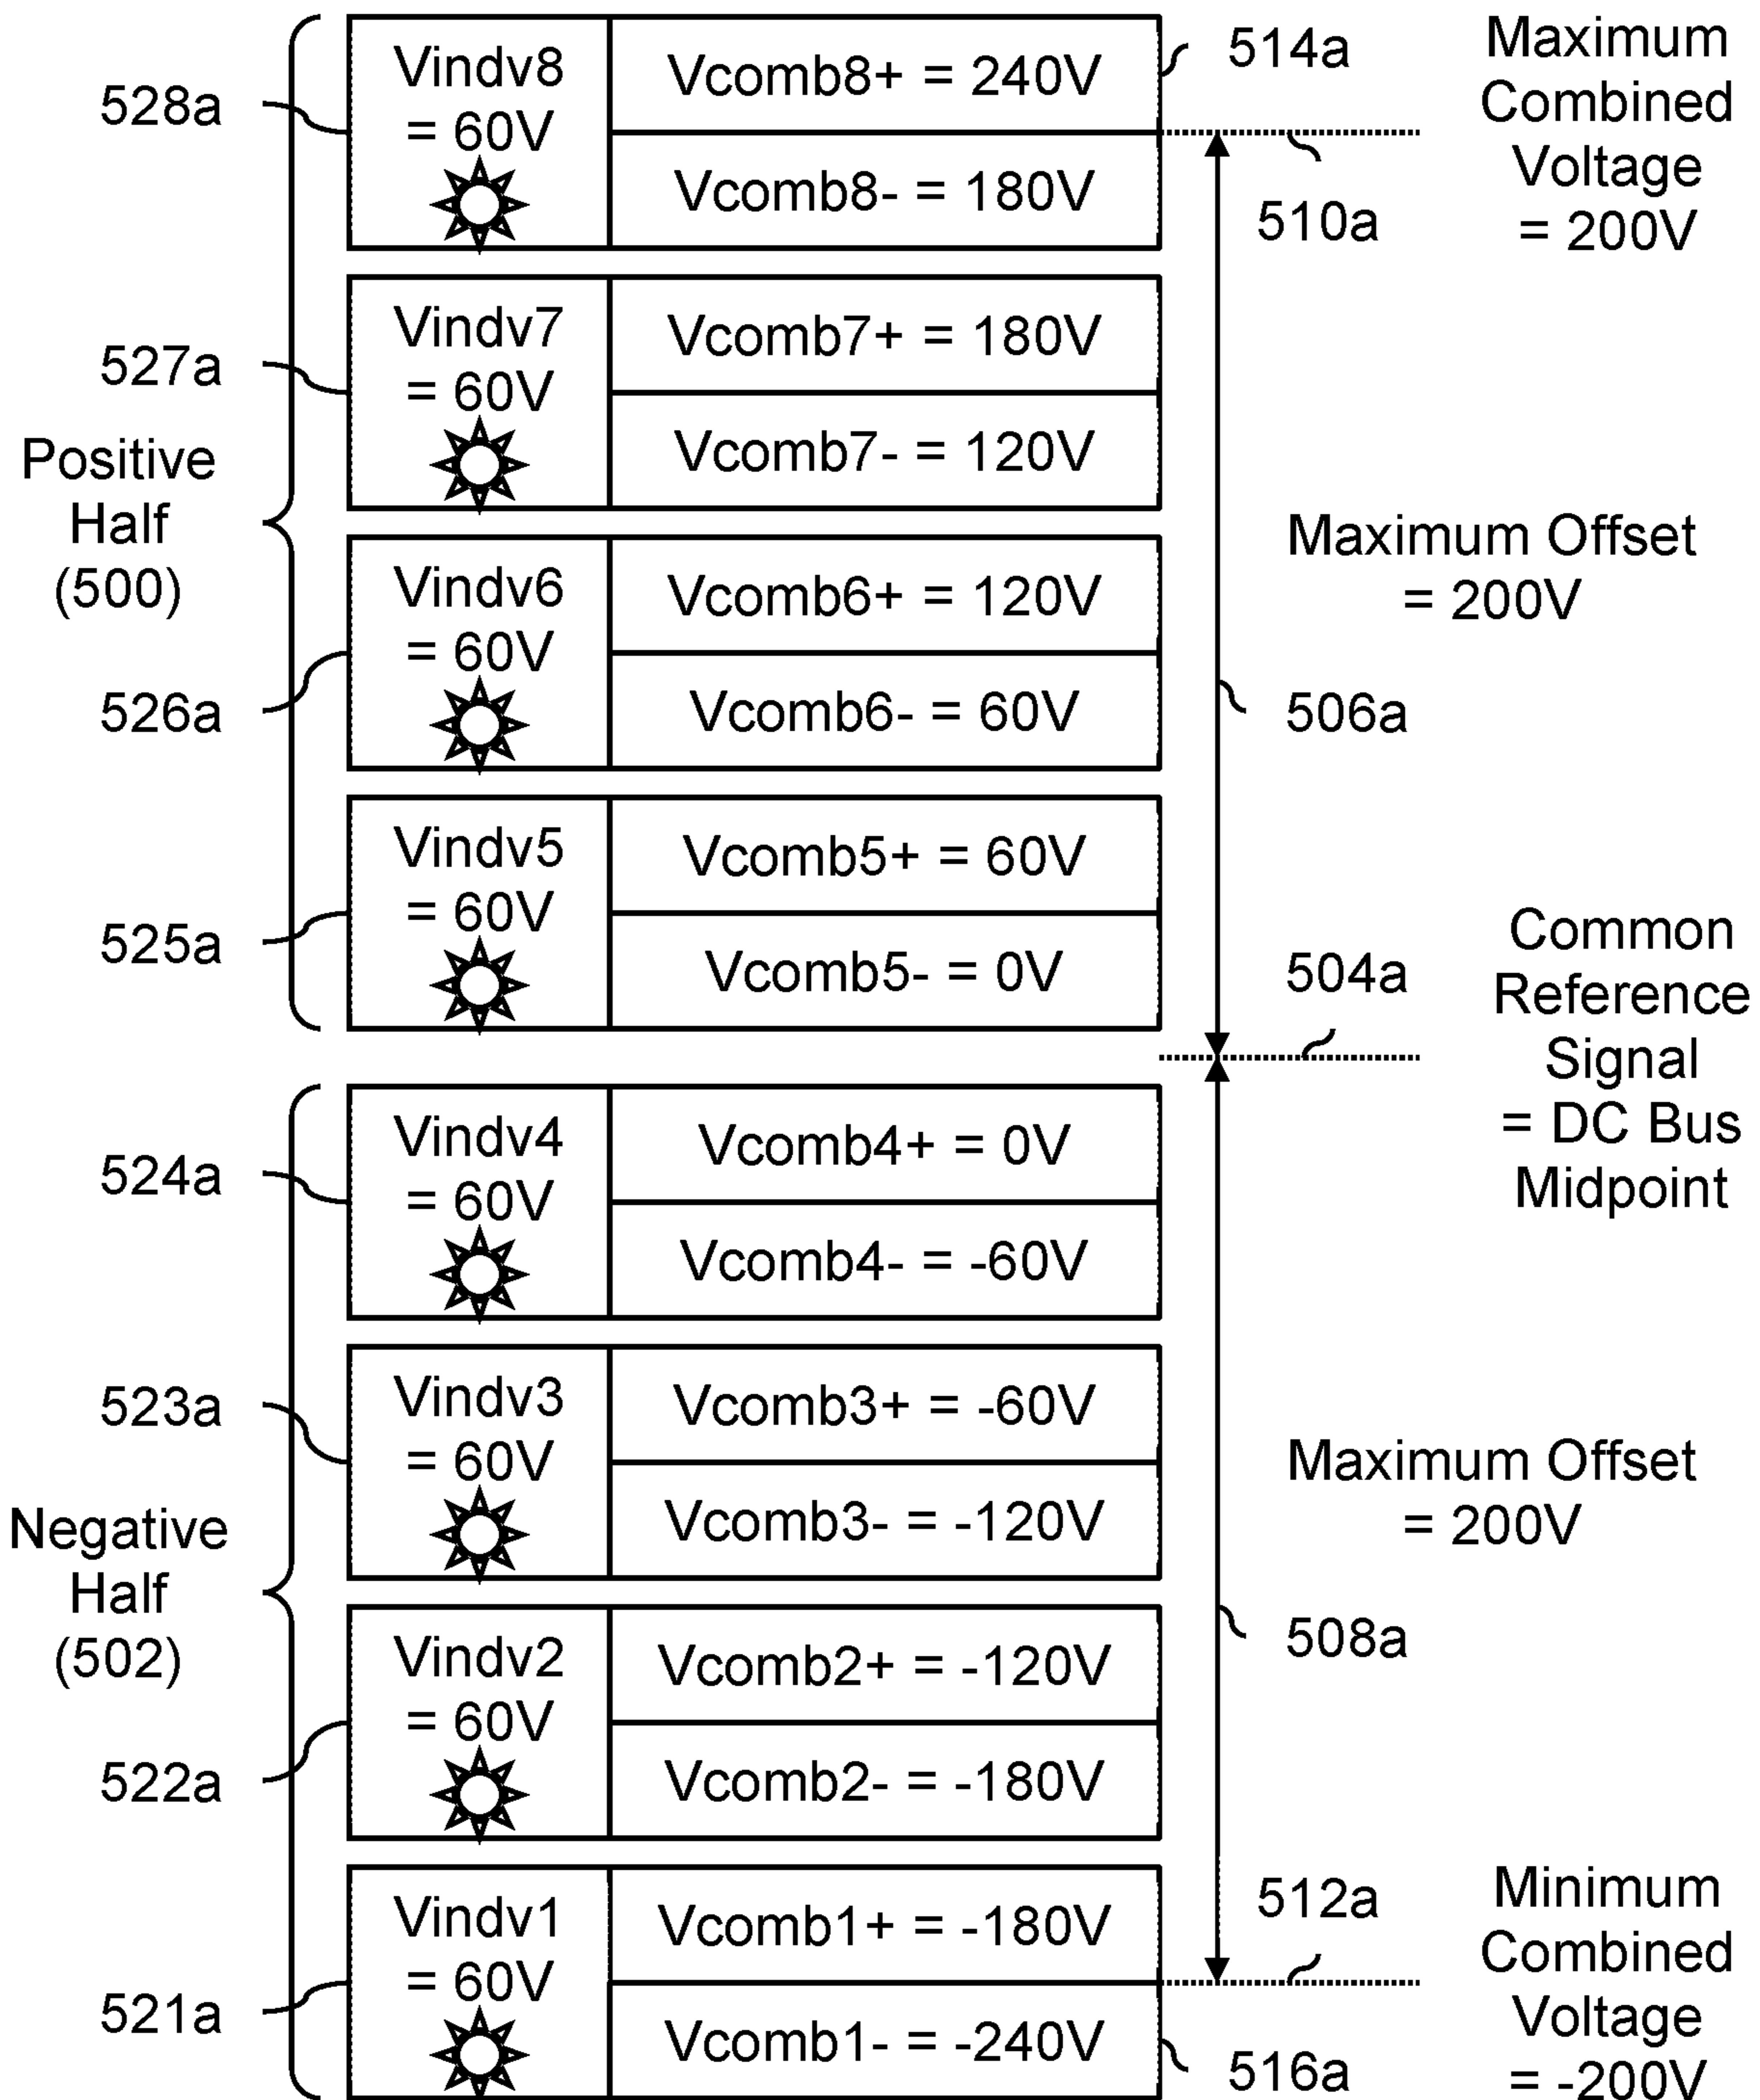 528a
Vindv8
= 60V
Vcomb8+ = 240V
Vcomb8- = 180V
514a
510a
Maximum
Combined
Voltage
= 200V
527a
Vindv7
= 60V
Vcomb7+ = 180V
Vcomb7- = 120V
Positive
Half
(500)
Maximum Offset
= 200V
526a
Vindv6
= 60V
Vcomb6+ = 120V
Vcomb6- = 60V
506a
525a
Vindv5
= 60V
Vcomb5+ = 60V
Vcomb5- = 0V
504a
Common
Reference
Signal
= DC Bus
Midpoint
524a
Vindv4
= 60V
Vcomb4+ = 0V
Vcomb4- = -60V
523a
Vindv3
= 60V
Vcomb3+ = -60V
Vcomb3- = -120V
Maximum Offset
= 200V
Negative
Half
(502)
508a
522a
Vindv2
= 60V
Vcomb2+ = -120V
Vcomb2- = -180V
521a
Vindv1
= 60V
Vcomb1+ = -180V
Vcomb1- = -240V
512a
516a
Minimum
Combined
Voltage
= -200V